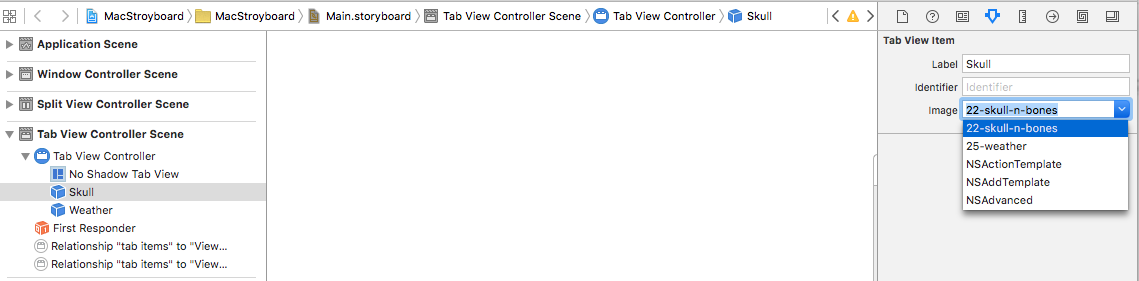 MacStroyboard MacStroyboard Main.storyboard Tab View Controller Scene Tab View Controller Skull
Application Scene
Window Controller Scene
Split View Controller Scene
Tab View Controller Scene
Tab View Controller
No Shadow Tab View
Skull
Weather
First Responder
Relationship "tab items" to "View...
Relationship "tab items" to "View...
Tab View Item
Label Skull
Identifier Identifier
Image 22-skull-n-bones
22-skull-n-bones
25-weather
NSActionTemplate
NSAddTemplate
NSAdvanced